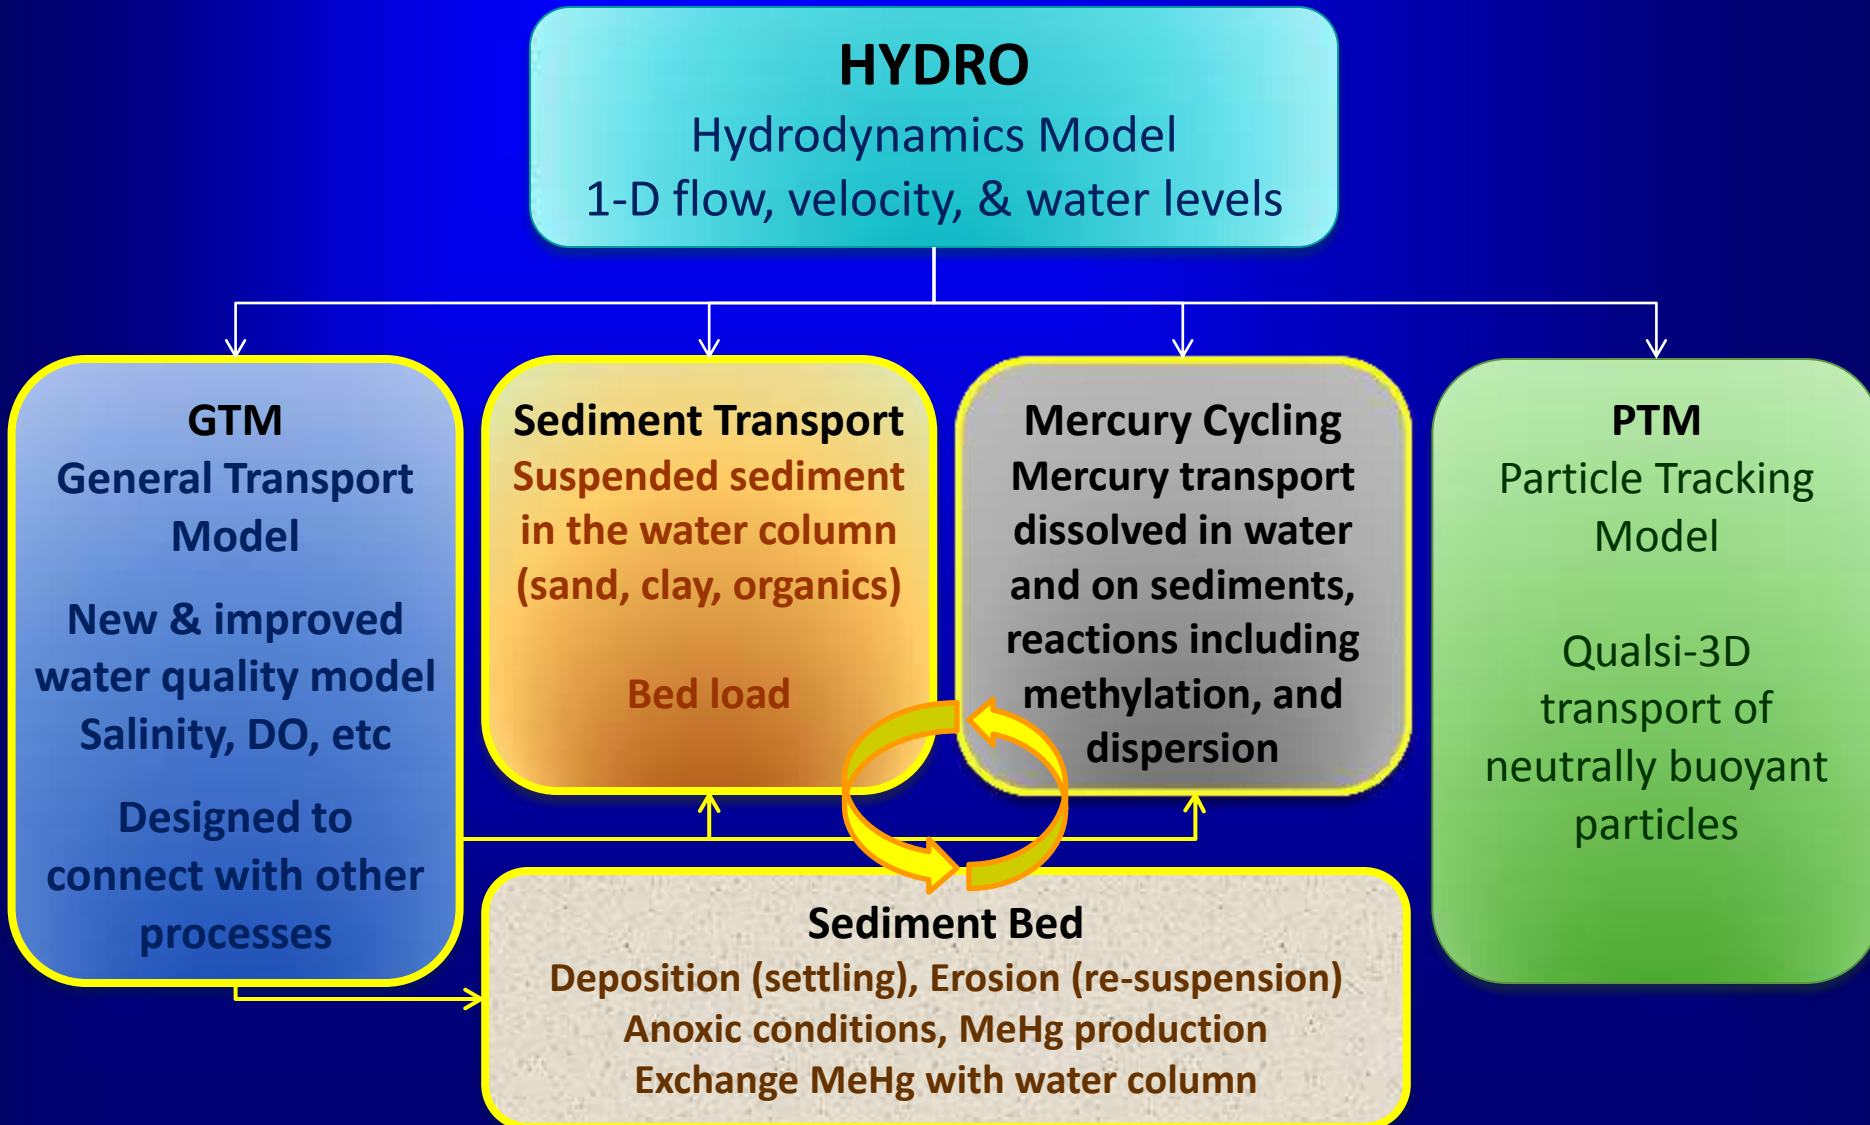 HYDRO
Hydrodynamics Model
1-D flow, velocity, & water levels
GTM
General Transport
Model
New & improved
water quality model
Salinity, DO, etc
Designed to
connect with other
processes
Sediment Transport
Suspended sediment
in the water column
(sand, clay, organics)
Bed load
Mercury Cycling
Mercury transport
dissolved in water
and on sediments,
reactions including
methylation, and
dispersion
PTM
Particle Tracking
Model
Qualsi-3D
transport of
neutrally buoyant
particles
Sediment Bed
Deposition (settling), Erosion (re-suspension)
Anoxic conditions, MeHg production
Exchange MeHg with water column